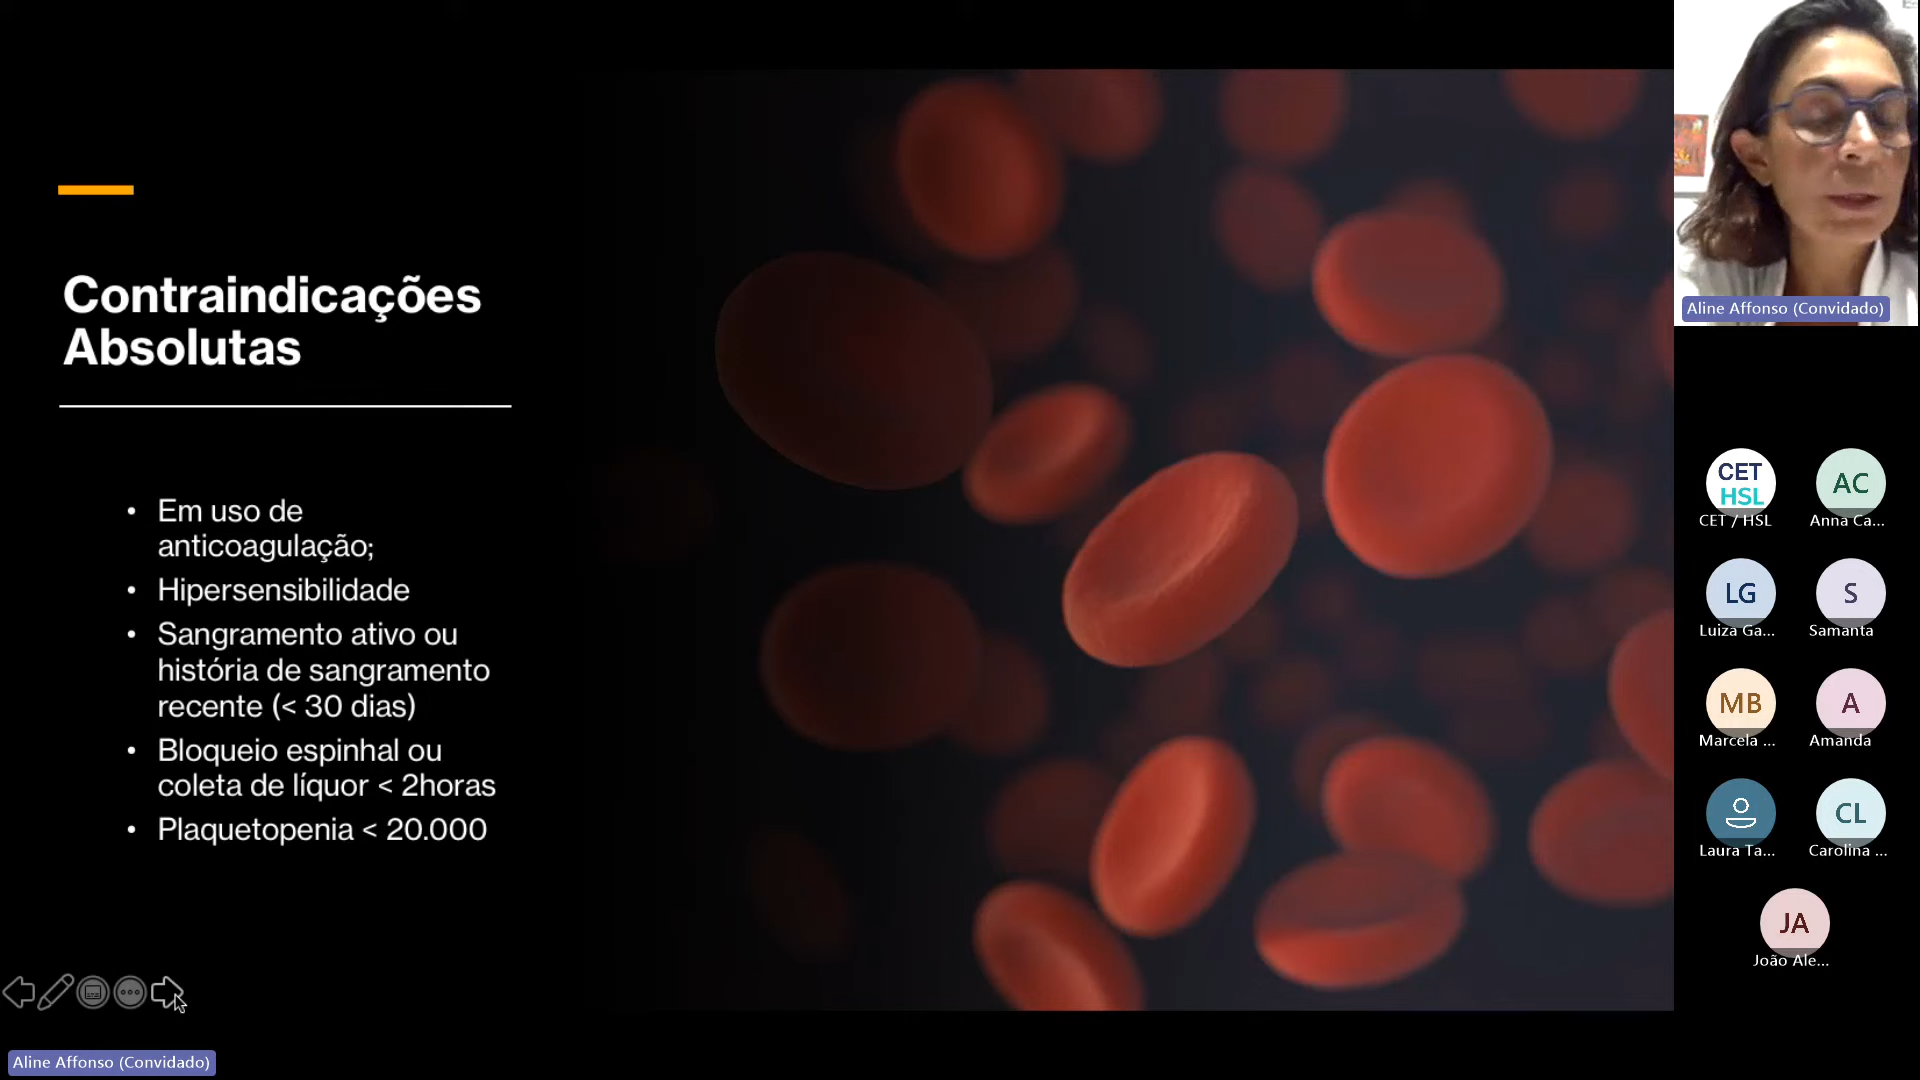 Contraindicações
Absolutas
• Em uso de
anticoagulação;
• Hipersensibilidade
• Sangramento ativo ou
história de sangramento
recente (< 30 dias)
• Bloqueio espinhal ou
coleta de líquor < 2horas
• Plaquetopenia < 20.000
Aline Affonso (Convidado)
Aline Affonso (Convidado)
CET
HSL
CET / HSL
AC
Anna Ca...
LG
Luiza Ga...
S
Samanta
MB
Marcela ...
A
Amanda
Laura Ta...
CL
Carolina ...
JA
João Ale...